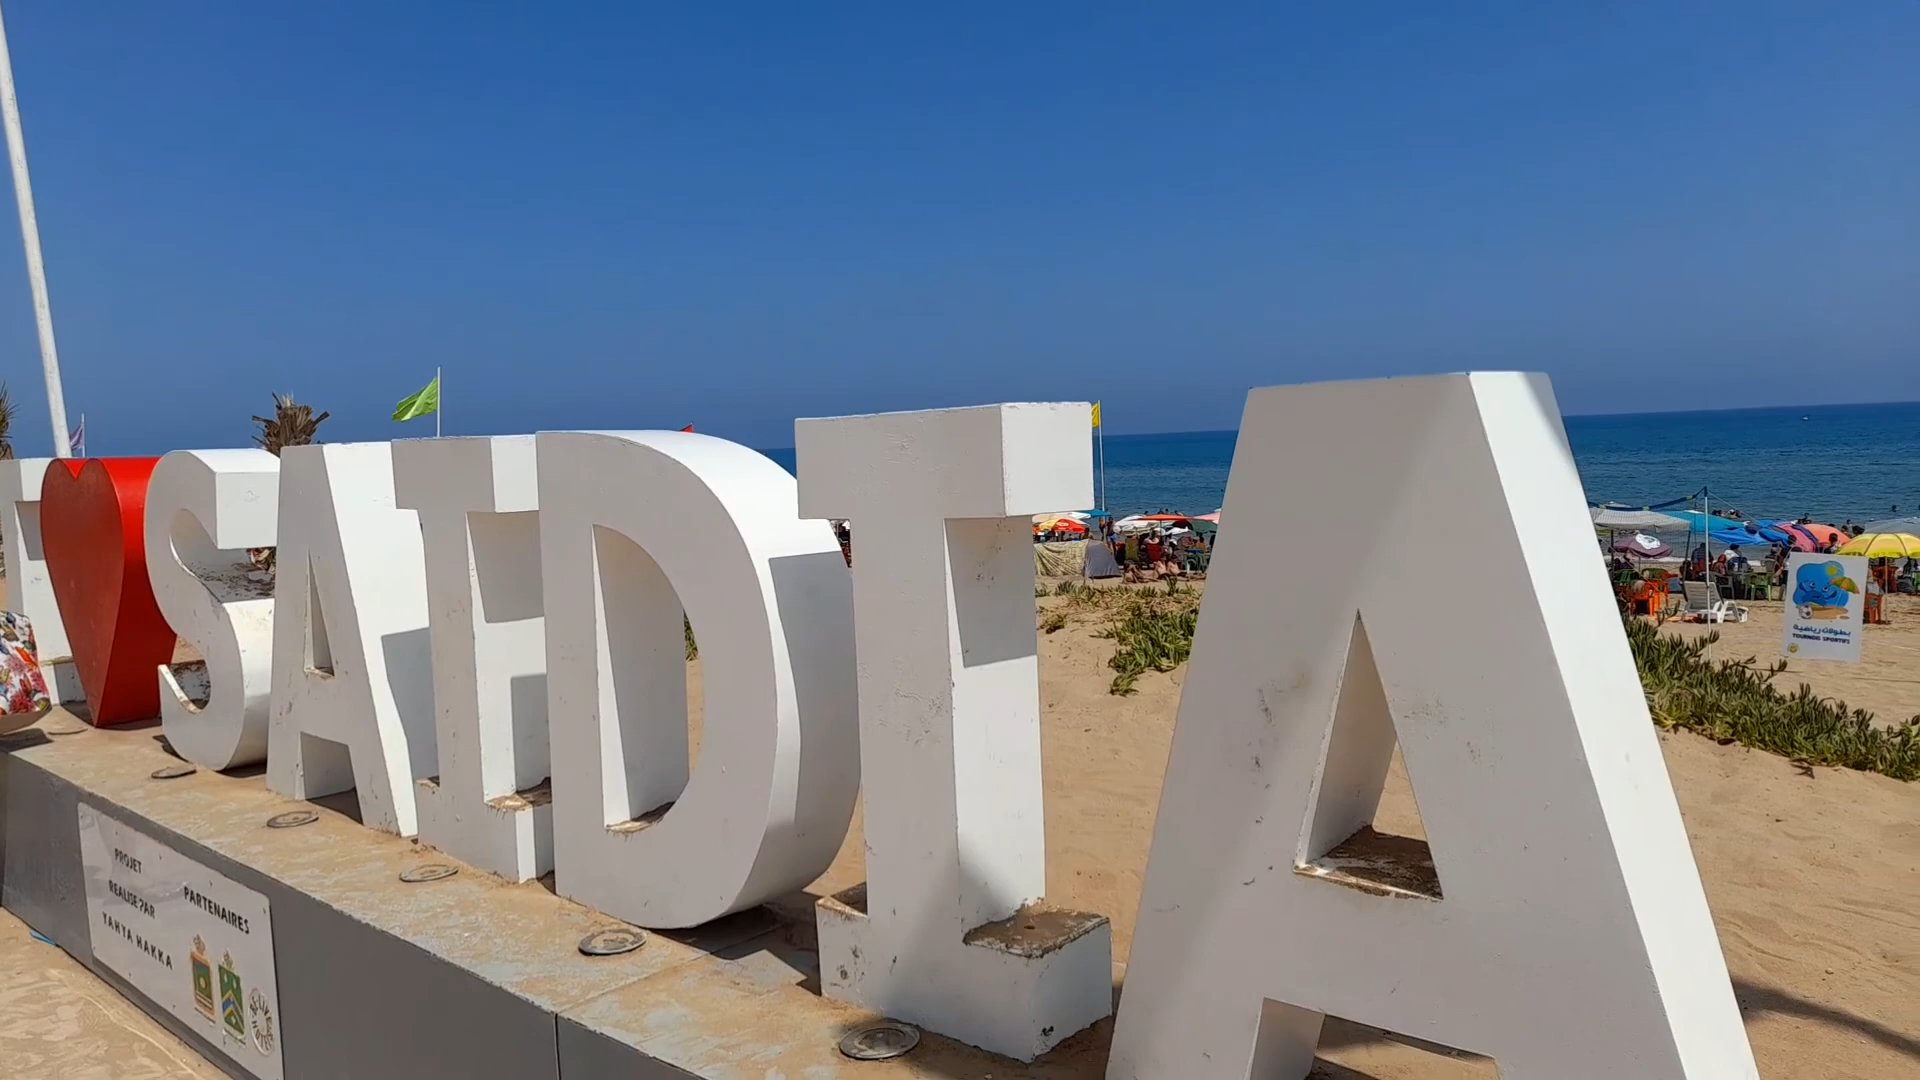 I ♥ SAIDIA
PROJET
REALISE PAR
YAHYA HAKKA
PARTENAIRES
بطولات رياضية
TOURNOIS SPORTIFS